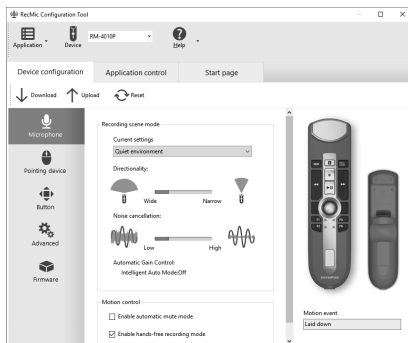 RecMic Configuration Tool
Application
Device
RM-4010P
Help
Device configuration
Application control
Start page
Download
Upload
Reset
Microphone
Pointing device
Button
Advanced
Firmware
Recording scene mode
Current settings
Quiet environment
Directionality:
Wide
Narrow
Noise cancellation:
Low
High
Automatic Gain Control:
Intelligent Auto Mode:Off
Motion control
Enable automatic mute mode
Enable hands-free recording mode
OLYMPUS
Motion event
Laid down